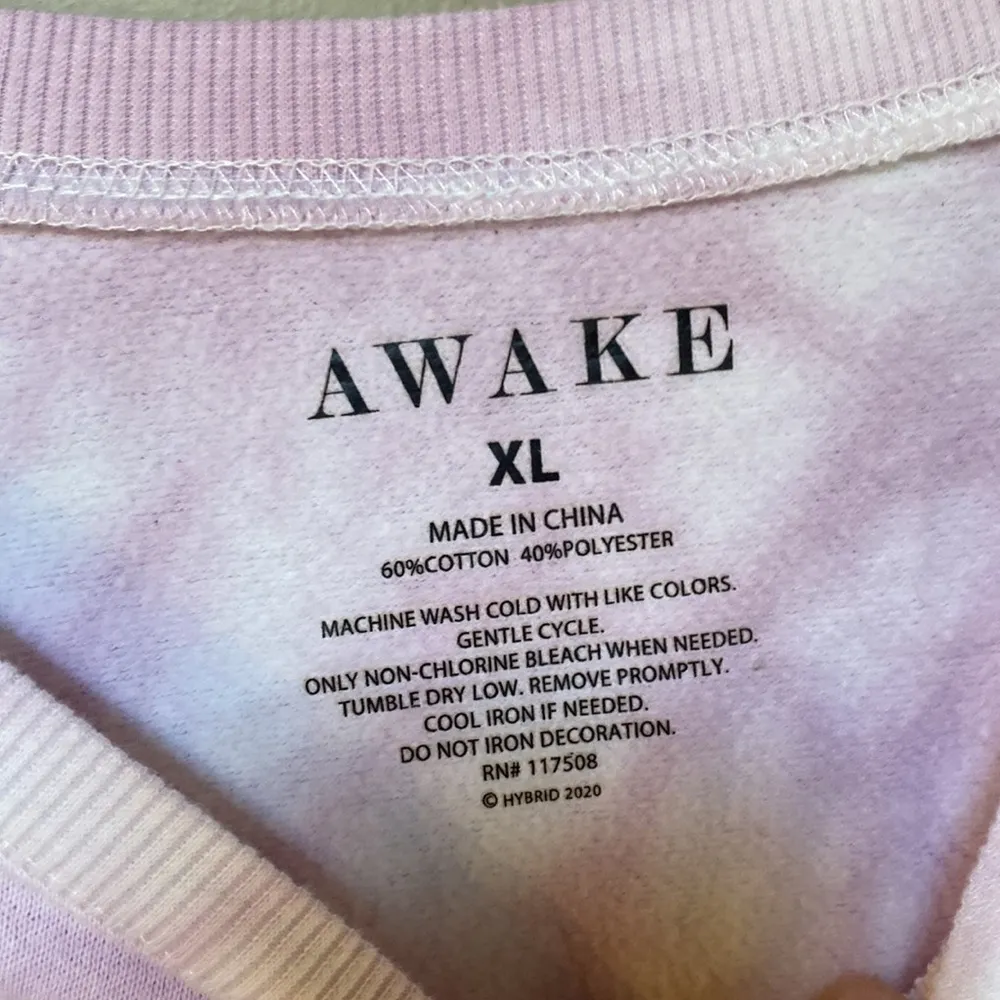 AWAKE
XL
MADE IN CHINA
60%COTTON 40%POLYESTER
MACHINE WASH COLD WITH LIKE COLORS.
GENTLE CYCLE.
ONLY NON-CHLORINE BLEACH WHEN NEEDED.
TUMBLE DRY LOW. REMOVE PROMPTLY.
COOL IRON IF NEEDED.
DO NOT IRON DECORATION.
RN# 117508
© HYBRID 2020